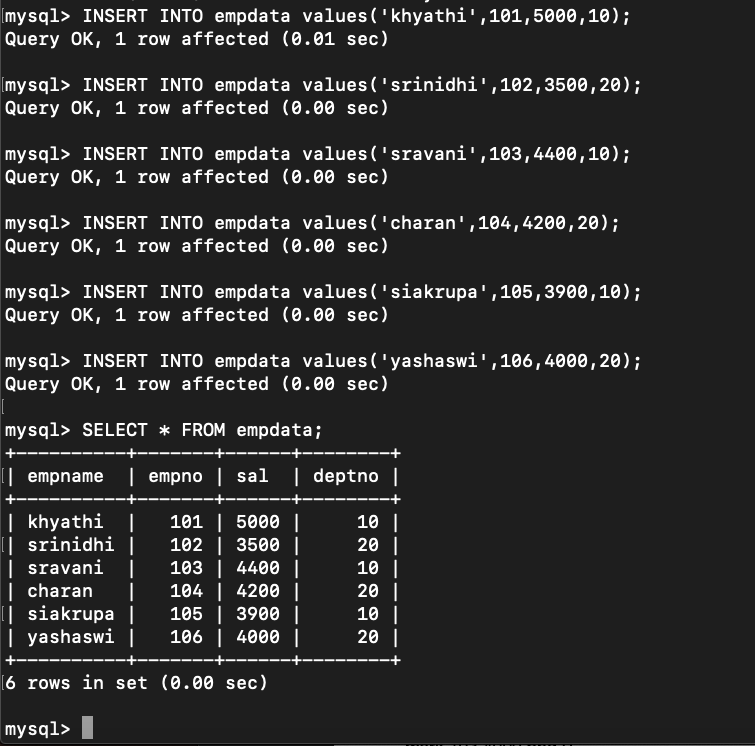 mysql> INSERT INTO empdata values('khyathi',101,5000,10);
Query OK, 1 row affected (0.01 sec)
mysql> INSERT INTO empdata values('srinidhi',102,3500,20);
Query OK, 1 row affected (0.00 sec)
mysql> INSERT INTO empdata values('sravani',103,4400,10);
Query OK, 1 row affected (0.00 sec)
mysql> INSERT INTO empdata values('charan',104,4200,20);
Query OK, 1 row affected (0.00 sec)
mysql> INSERT INTO empdata values('siakrupa',105,3900,10);
Query OK, 1 row affected (0.00 sec)
mysql> INSERT INTO empdata values('yashaswi',106,4000,20);
Query OK, 1 row affected (0.00 sec)
mysql> SELECT * FROM empdata;
+----------+-------+------+--------+
| empname  | empno | sal  | deptno |
+----------+-------+------+--------+
| khyathi  |   101 | 5000 |     10 |
| srinidhi |   102 | 3500 |     20 |
| sravani  |   103 | 4400 |     10 |
| charan   |   104 | 4200 |     20 |
| siakrupa |   105 | 3900 |     10 |
| yashaswi |   106 | 4000 |     20 |
+----------+-------+------+--------+
6 rows in set (0.00 sec)
mysql>